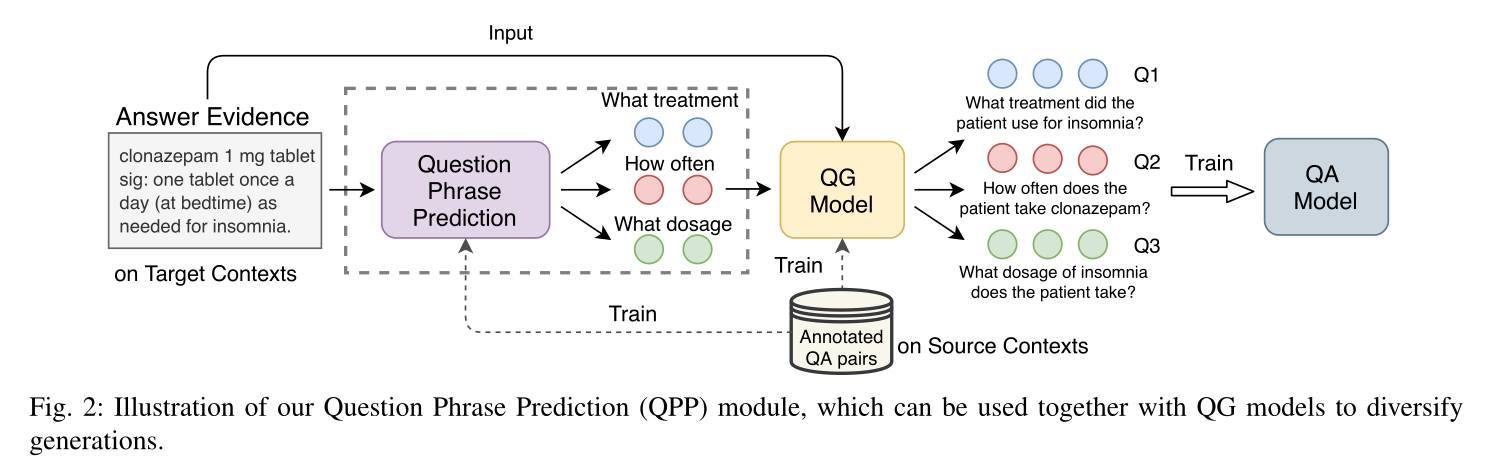 Input
Answer Evidence
clonazepam 1 mg tablet
sig: one tablet once a
day (at bedtime) as
needed for insomnia.
on Target Contexts
Question
Phrase
Prediction
What treatment
How often
What dosage
QG
Model
Q1
What treatment did the
patient use for insomnia?
Q2
How often does the
patient take clonazepam?
Q3
What dosage of insomnia
does the patient take?
Train
QA
Model
Train
Train
Annotated
QA pairs
on Source Contexts
Fig. 2: Illustration of our Question Phrase Prediction (QPP) module, which can be used together with QG models to diversify
generations.